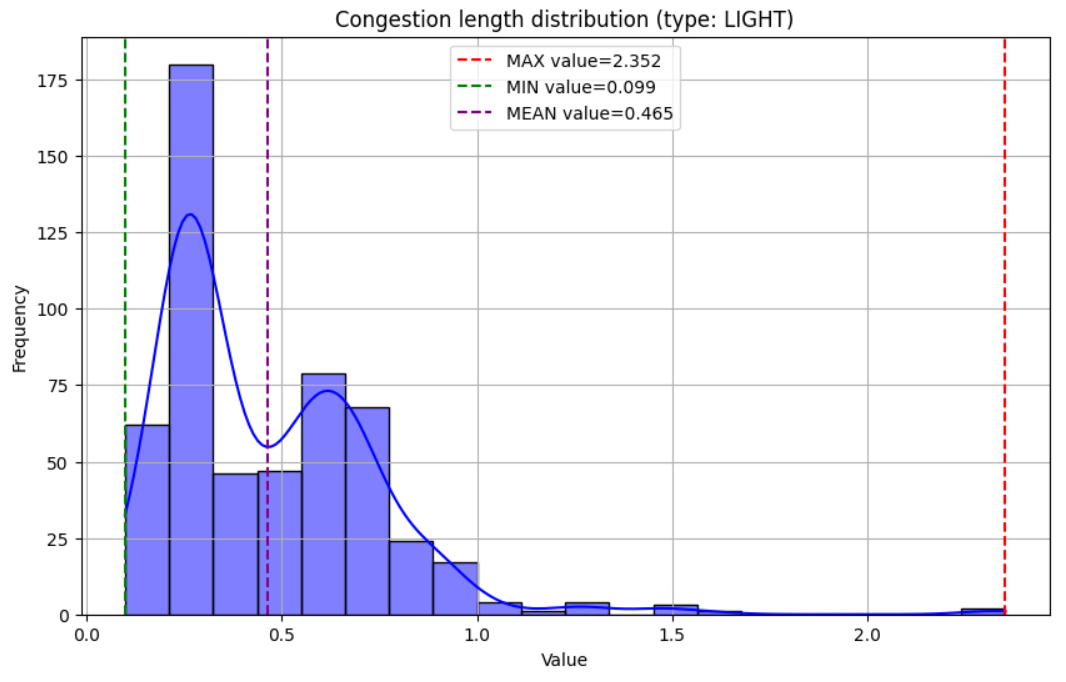 Congestion length distribution (type: LIGHT)
MAX value=2.352
MIN value=0.099
MEAN value=0.465
Frequency
175
150
125
100
75
50
25
0
0.0 0.5 1.0 1.5 2.0
Value